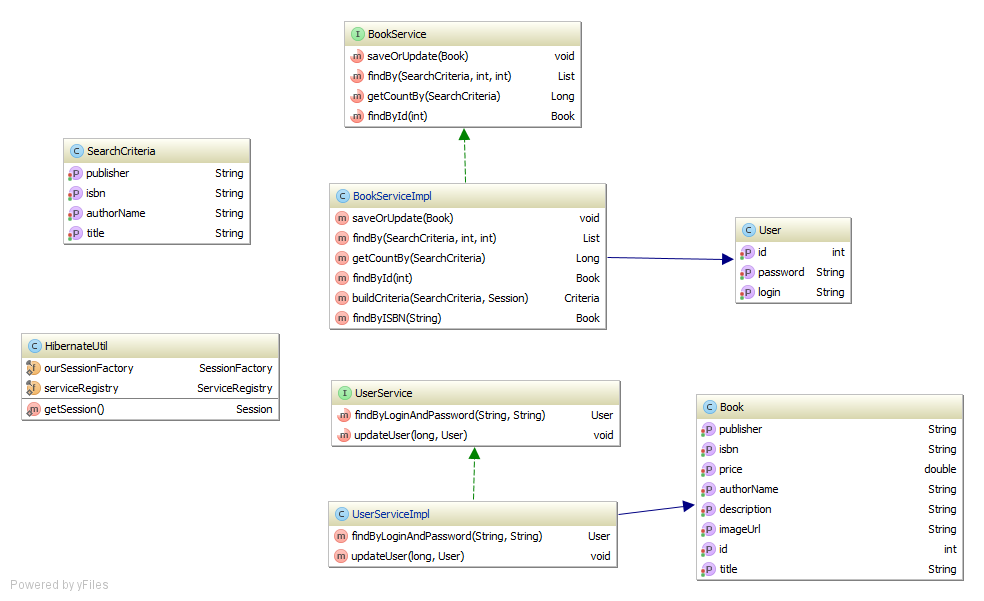 BookService
saveOrUpdate(Book) void
findBy(SearchCriteria, int, int) List
getCountBy(SearchCriteria) Long
findById(int) Book
SearchCriteria
publisher String
isbn String
authorName String
title String
BookServiceImpl
saveOrUpdate(Book) void
findBy(SearchCriteria, int, int) List
getCountBy(SearchCriteria) Long
findById(int) Book
buildCriteria(SearchCriteria, Session) Criteria
findByISBN(String) Book
User
id int
password String
login String
HibernateUtil
ourSessionFactory SessionFactory
serviceRegistry ServiceRegistry
getSession() Session
UserService
findByLoginAndPassword(String, String) User
updateUser(long, User) void
UserServiceImpl
findByLoginAndPassword(String, String) User
updateUser(long, User) void
Book
publisher String
isbn String
price double
authorName String
description String
imageUrl String
id int
title String
Powered by yFiles